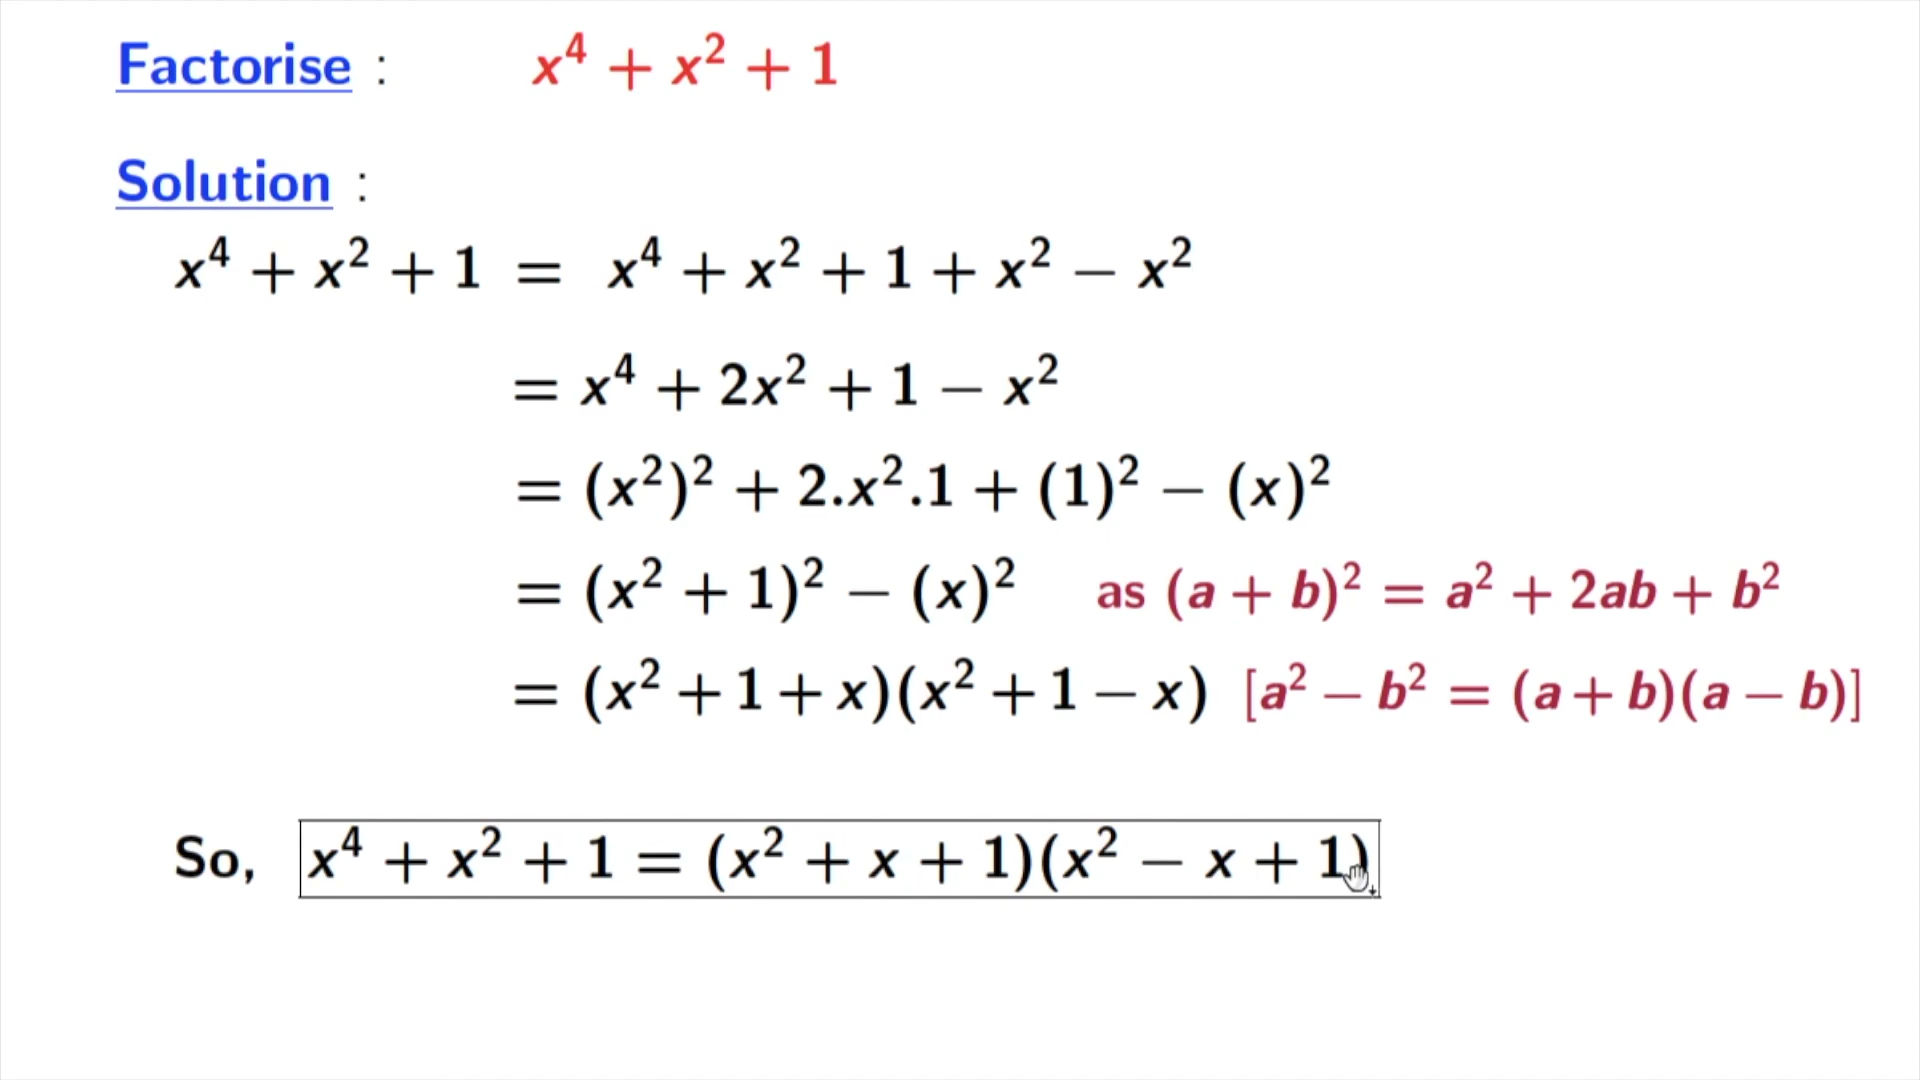 Factorise : x⁴ + x² + 1
Solution :
x⁴ + x² + 1 = x⁴ + x² + 1 + x² − x²
= x⁴ + 2x² + 1 − x²
= (x²)² + 2.x².1 + (1)² − (x)²
= (x² + 1)² − (x)² as (a + b)² = a² + 2ab + b²
= (x² + 1 + x)(x² + 1 − x) [a² − b² = (a + b)(a − b)]
So, x⁴ + x² + 1 = (x² + x + 1)(x² − x + 1)